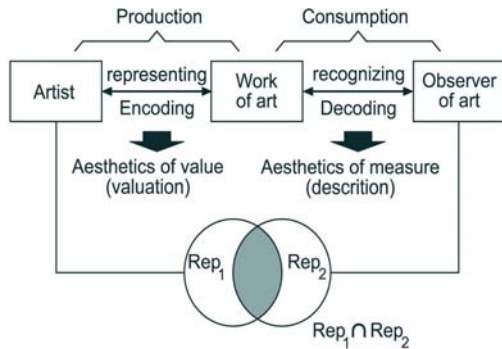 Production
Consumption
Artist
representing
Encoding
Work
of art
recognizing
Decoding
Observer
of art
Aesthetics of value
(valuation)
Aesthetics of measure
(descrition)
Rep₁
Rep₂
Rep₁∩Rep₂